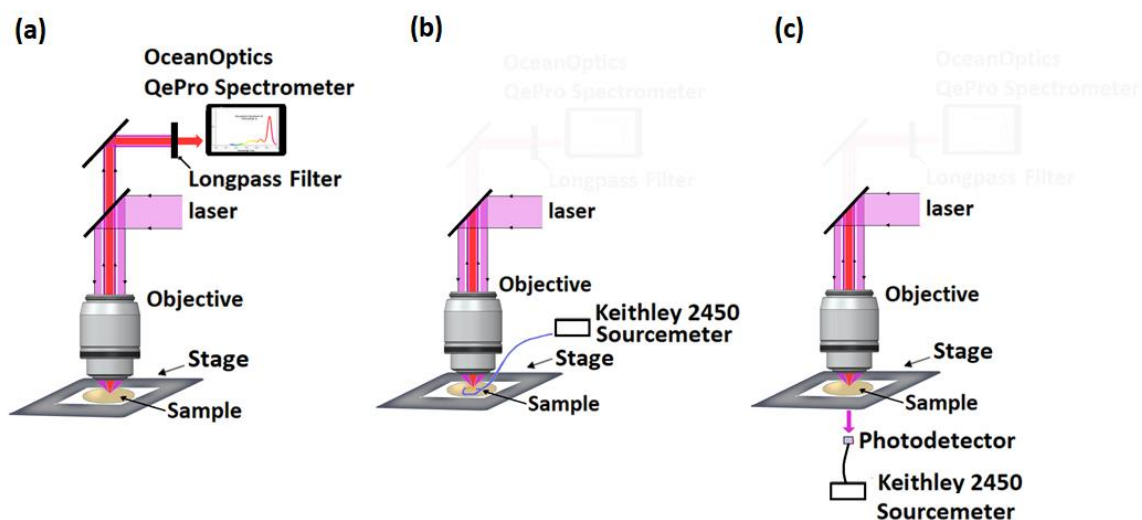 (a)
OceanOptics
QePro Spectrometer
Longpass Filter
laser
Objective
Stage
Sample
(b)
OceanOptics
QePro Spectrometer
Longpass Filter
laser
Objective
Keithley 2450
Sourcemeter
Stage
Sample
(c)
OceanOptics
QePro Spectrometer
Longpass Filter
laser
Objective
Stage
Sample
Photodetector
Keithley 2450
Sourcemeter